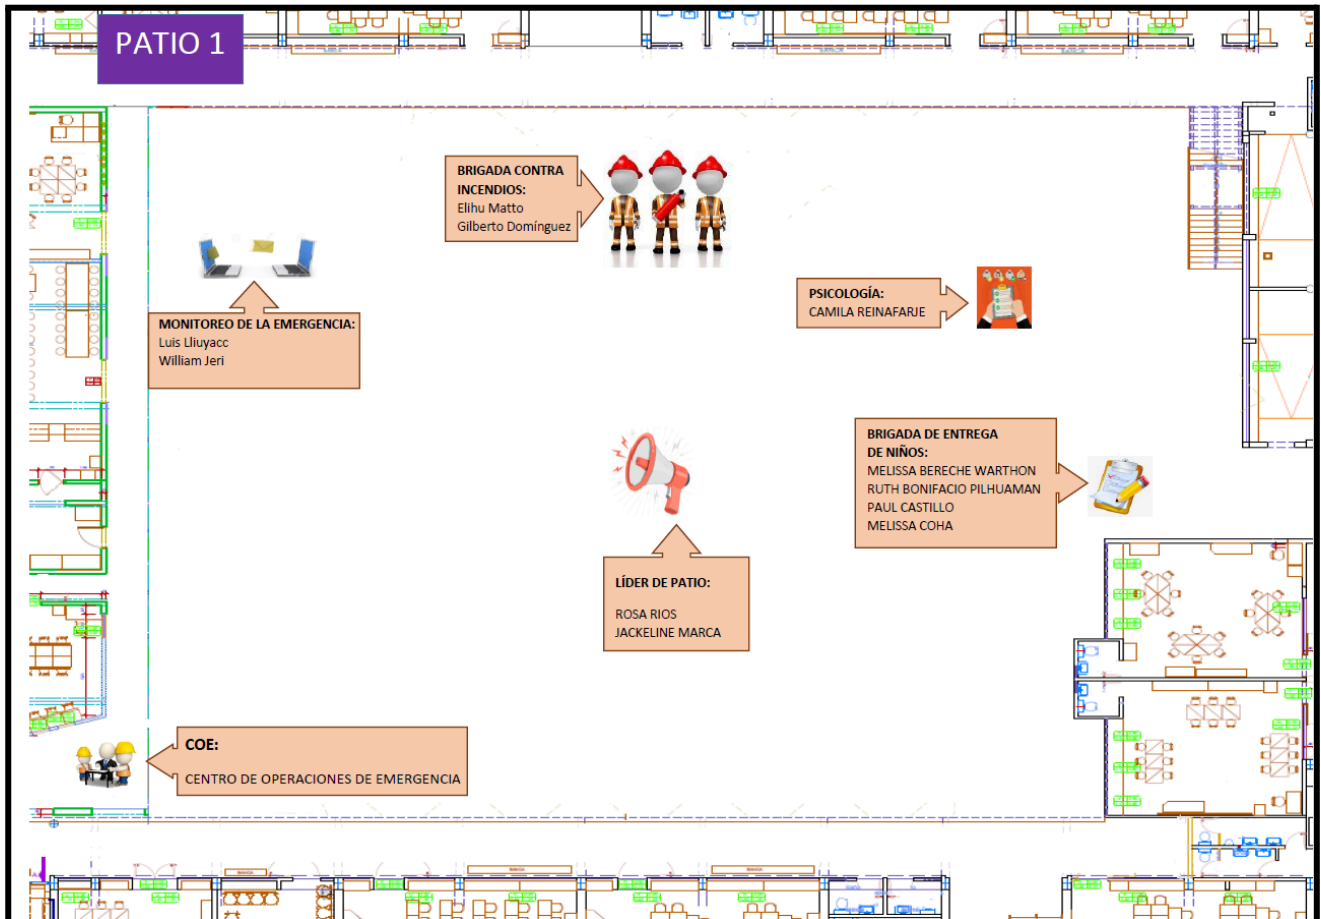 PATIO 1
BRIGADA CONTRA
INCENDIOS:
Elihu Matto
Gilberto Domínguez
MONITOREO DE LA EMERGENCIA:
Luis Lliuyacc
William Jeri
PSICOLOGÍA:
CAMILA REINAFARJE
BRIGADA DE ENTREGA
DE NIÑOS:
MELISSA BERECHE WARTHON
RUTH BONIFACIO PILHUAMAN
PAUL CASTILLO
MELISSA COHA
LÍDER DE PATIO:
ROSA RIOS
JACKELINE MARCA
COE:
CENTRO DE OPERACIONES DE EMERGENCIA